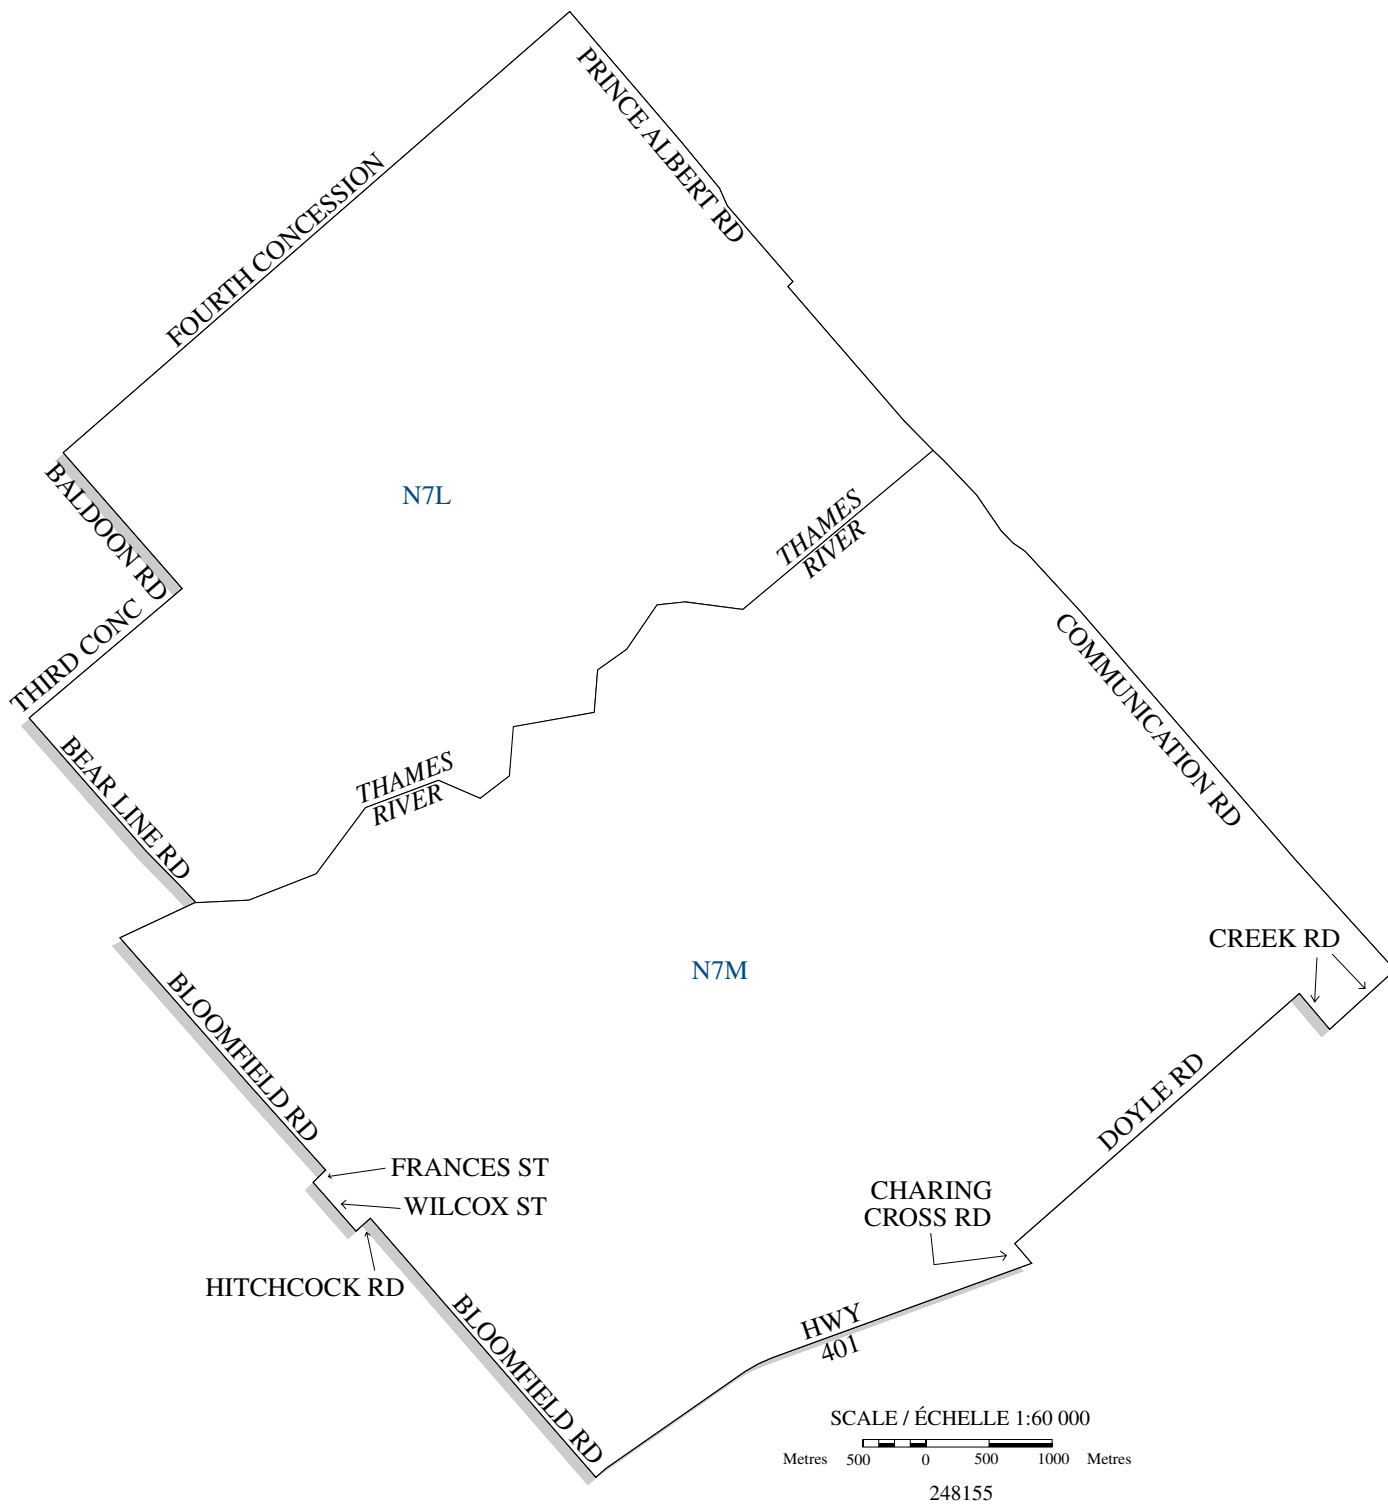 PRINCE ALBERT RD
FOURTH CONCESSION
BALDOON RD
N7L
THAMES
RIVER
THIRD CONC
COMMUNICATION RD
BEAR LINE RD
THAMES
RIVER
CREEK RD
N7M
BLOOMFIELD RD
DOYLE RD
FRANCES ST
WILCOX ST
CHARING
CROSS RD
HITCHCOCK RD
BLOOMFIELD RD
HWY
401
SCALE / ÉCHELLE 1:60 000
Metres 500 0 500 1000 Metres
248155